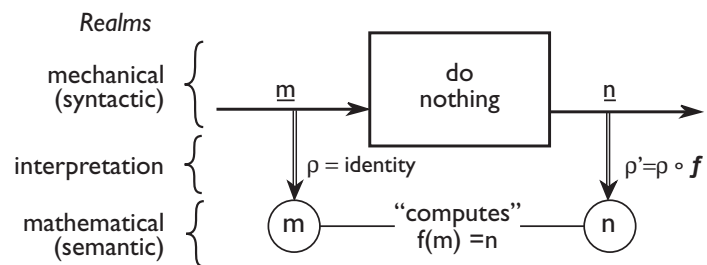 Realms
mechanical
(syntactic)
m
do
nothing
n
interpretation
ρ = identity
ρ'=ρ ∘ f
mathematical
(semantic)
m
“computes”
f(m) =n
n